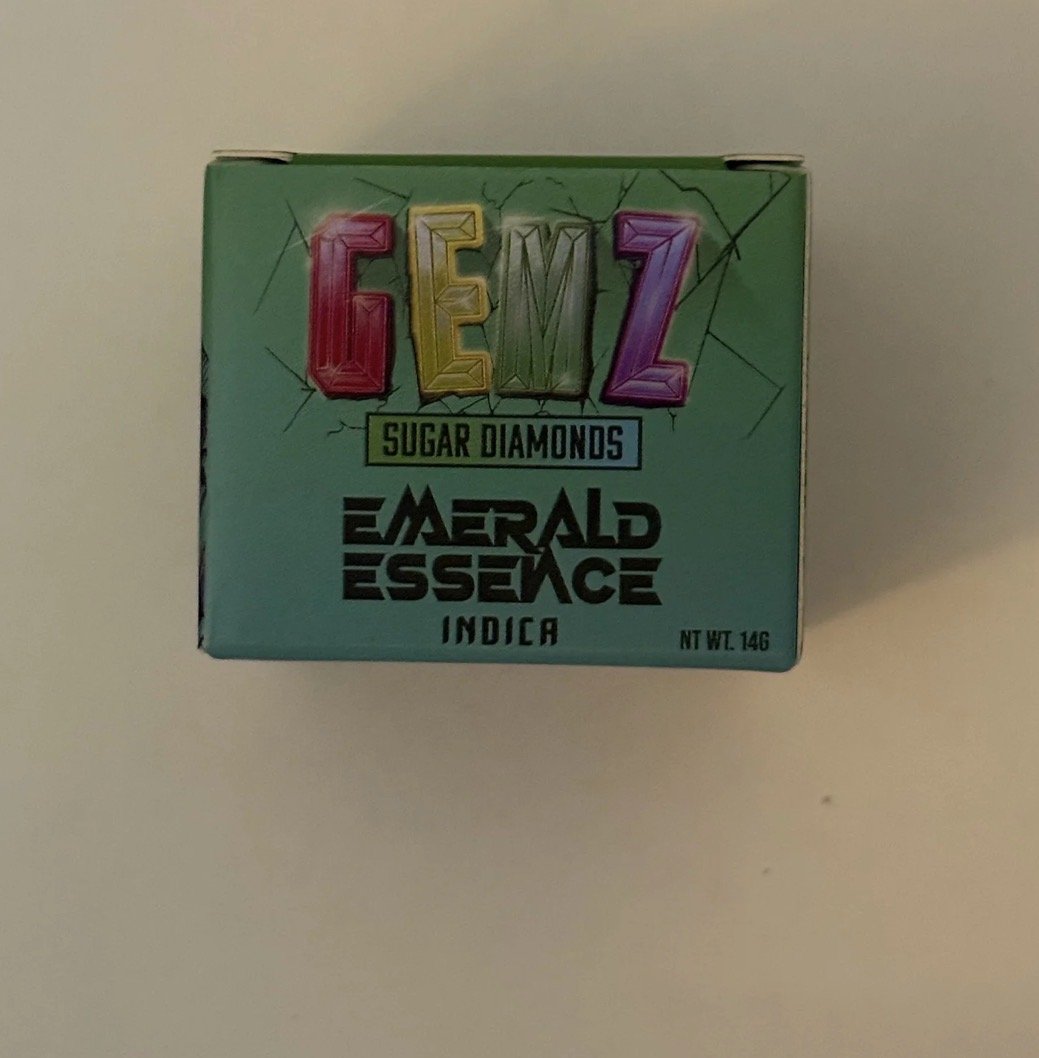 GEMZ
SUGAR DIAMONDS
EMERALD
ESSENCE
INDICA
NT WT. 14G